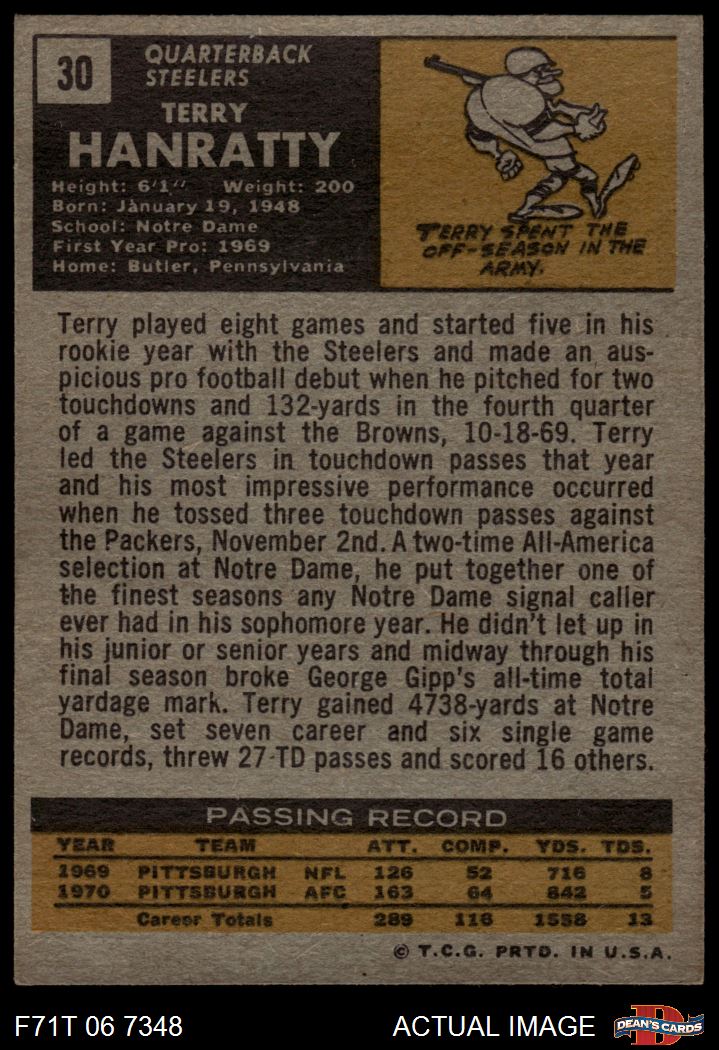 30
QUARTERBACK
STEELERS
TERRY
HANRATTY
Height: 6'1" Weight: 200
Born: January 19, 1948
School: Notre Dame
First Year Pro: 1969
Home: Butler, Pennsylvania
TERRY SPENT THE
OFF-SEASON IN THE
ARMY.
Terry played eight games and started five in his
rookie year with the Steelers and made an aus-
picious pro football debut when he pitched for two
touchdowns and 132-yards in the fourth quarter
of a game against the Browns, 10-18-69. Terry
led the Steelers in touchdown passes that year
and his most impressive performance occurred
when he tossed three touchdown passes against
the Packers, November 2nd. A two-time All-America
selection at Notre Dame, he put together one of
the finest seasons any Notre Dame signal caller
ever had in his sophomore year. He didn't let up in
his junior or senior years and midway through his
final season broke George Gipp's all-time total
yardage mark. Terry gained 4738-yards at Notre
Dame, set seven career and six single game
records, threw 27-TD passes and scored 16 others.
PASSING RECORD
YEAR TEAM ATT. COMP. YDS. TDS.
1969 PITTSBURGH NFL 126 52 716 8
1970 PITTSBURGH AFC 163 64 842 5
Career Totals 289 116 1558 13
© T.C.G. PRTD. IN U.S.A.
F71T 06 7348 ACTUAL IMAGE D DEAN'S CARDS